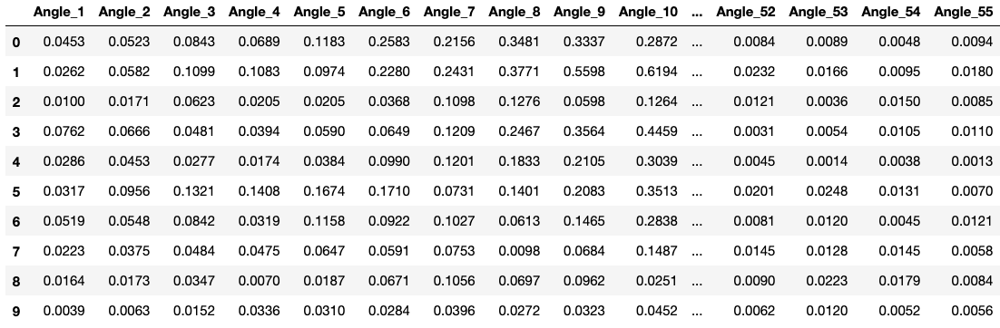 Angle_1 Angle_2 Angle_3 Angle_4 Angle_5 Angle_6 Angle_7 Angle_8 Angle_9 Angle_10 ... Angle_52 Angle_53 Angle_54 Angle_55
0 0.0453 0.0523 0.0843 0.0689 0.1183 0.2583 0.2156 0.3481 0.3337 0.2872 ... 0.0084 0.0089 0.0048 0.0094
1 0.0262 0.0582 0.1099 0.1083 0.0974 0.2280 0.2431 0.3771 0.5598 0.6194 ... 0.0232 0.0166 0.0095 0.0180
2 0.0100 0.0171 0.0623 0.0205 0.0205 0.0368 0.1098 0.1276 0.0598 0.1264 ... 0.0121 0.0036 0.0150 0.0085
3 0.0762 0.0666 0.0481 0.0394 0.0590 0.0649 0.1209 0.2467 0.3564 0.4459 ... 0.0031 0.0054 0.0105 0.0110
4 0.0286 0.0453 0.0277 0.0174 0.0384 0.0990 0.1201 0.1833 0.2105 0.3039 ... 0.0045 0.0014 0.0038 0.0013
5 0.0317 0.0956 0.1321 0.1408 0.1674 0.1710 0.0731 0.1401 0.2083 0.3513 ... 0.0201 0.0248 0.0131 0.0070
6 0.0519 0.0548 0.0842 0.0319 0.1158 0.0922 0.1027 0.0613 0.1465 0.2838 ... 0.0081 0.0120 0.0045 0.0121
7 0.0223 0.0375 0.0484 0.0475 0.0647 0.0591 0.0753 0.0098 0.0684 0.1487 ... 0.0145 0.0128 0.0145 0.0058
8 0.0164 0.0173 0.0347 0.0070 0.0187 0.0671 0.1056 0.0697 0.0962 0.0251 ... 0.0090 0.0223 0.0179 0.0084
9 0.0039 0.0063 0.0152 0.0336 0.0310 0.0284 0.0396 0.0272 0.0323 0.0452 ... 0.0062 0.0120 0.0052 0.0056